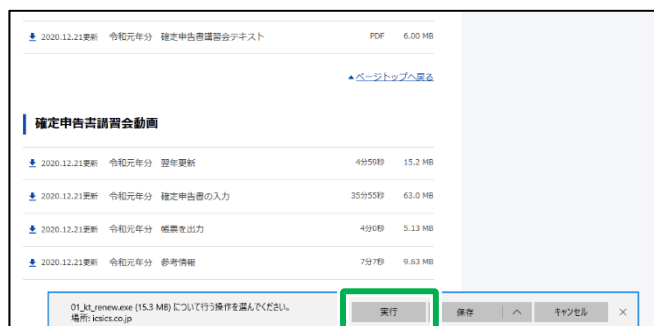 2020.12.21更新 令和元年分 確定申告書講習会テキスト PDF 6.00 MB
▲ページトップへ戻る
確定申告書講習会動画
2020.12.21更新 令和元年分 翌年更新 4分59秒 15.2 MB
2020.12.21更新 令和元年分 確定申告書の入力 35分55秒 63.0 MB
2020.12.21更新 令和元年分 帳票を出力 4分0秒 5.13 MB
2020.12.21更新 令和元年分 参考情報 7分7秒 9.63 MB
01_kt_renew.exe (15.3 MB) について行う操作を選んでください。
場所: icsics.co.jp
実行 保存 キャンセル